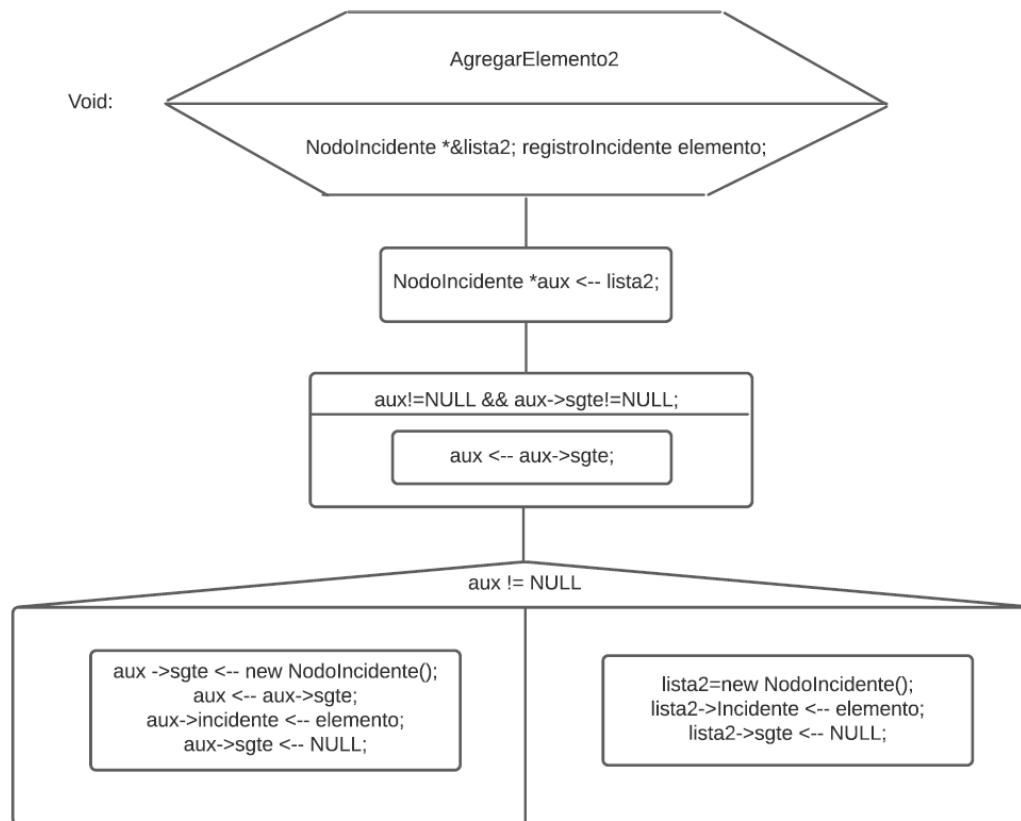 AgregarElemento2
Void:
NodoIncidente *&lista2; registroIncidente elemento;
NodoIncidente *aux <-- lista2;
aux!=NULL && aux->sgte!=NULL;
aux <-- aux->sgte;
aux != NULL
aux ->sgte <-- new NodoIncidente();
aux <-- aux->sgte;
aux->incidente <-- elemento;
aux->sgte <-- NULL;
lista2=new NodoIncidente();
lista2->Incidente <-- elemento;
lista2->sgte <-- NULL;